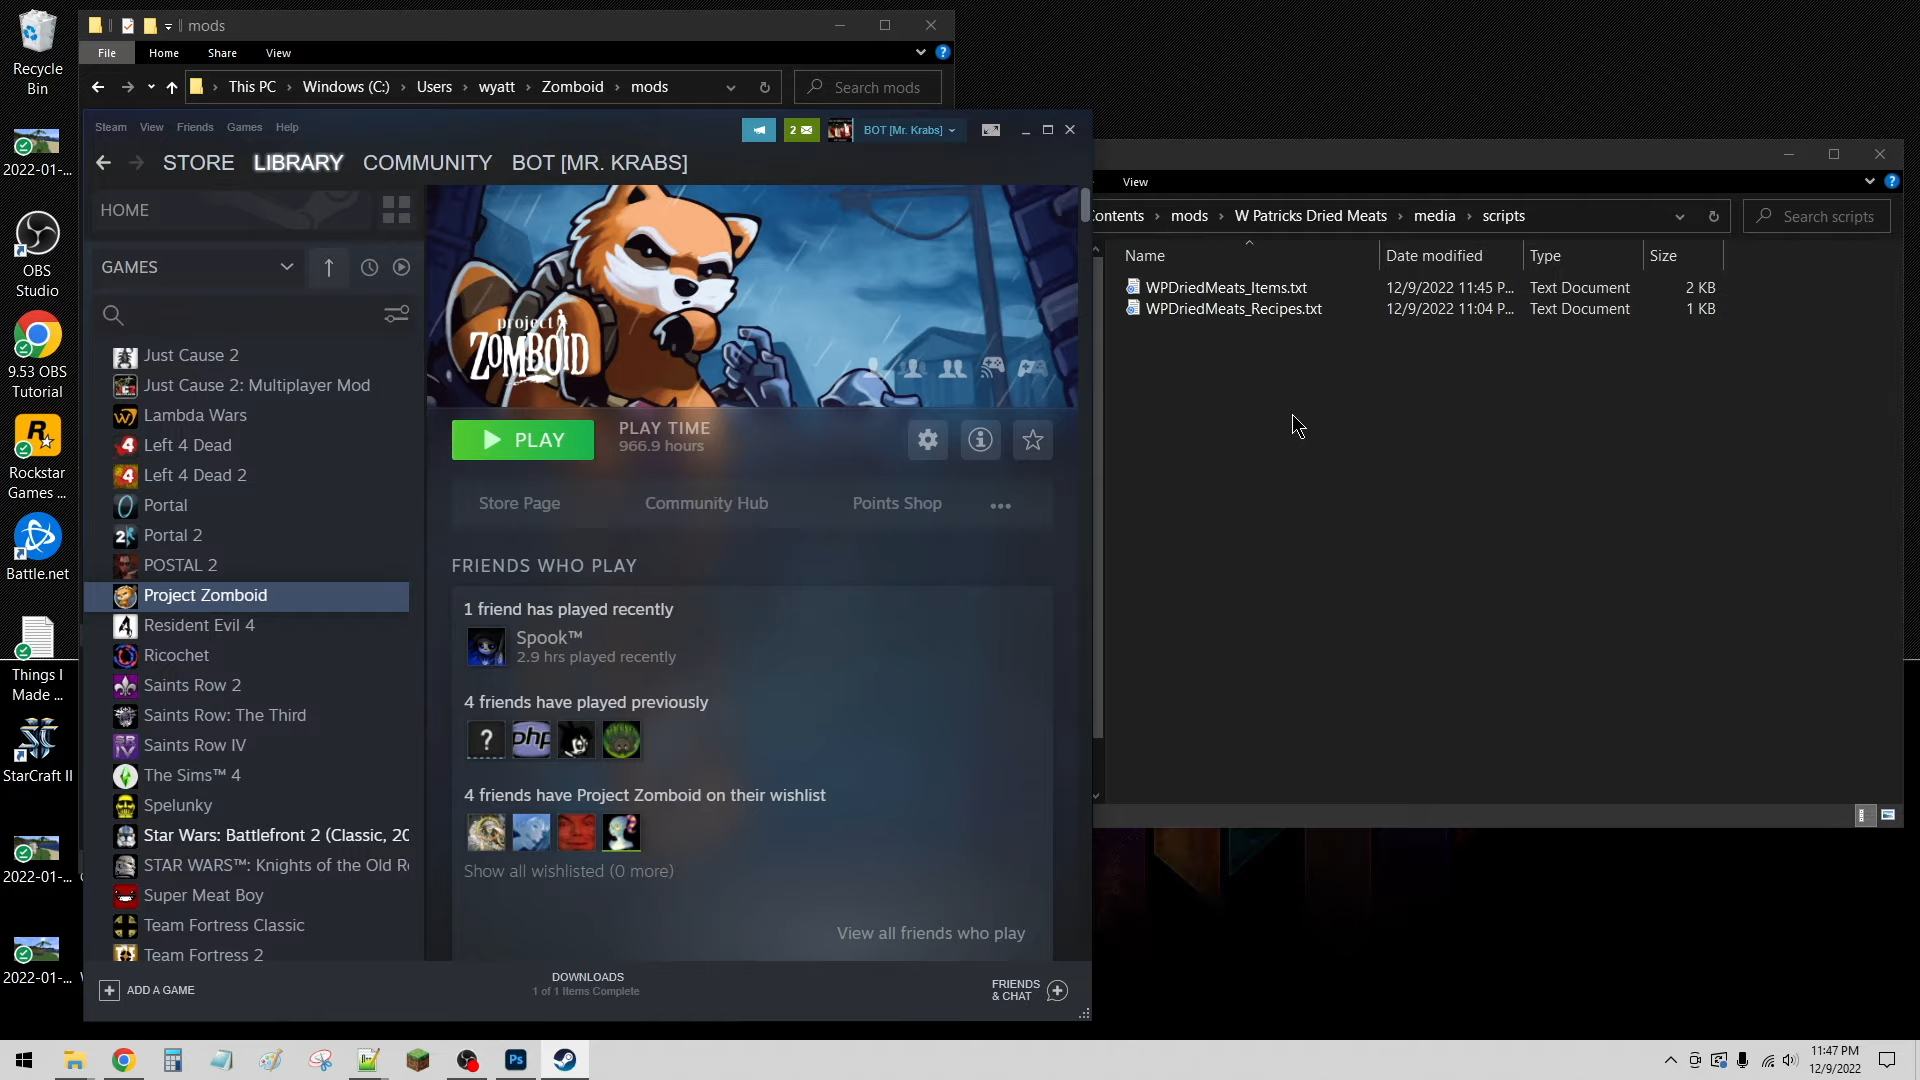 Recycle Bin
2022-01-...
OBS Studio
9.53 OBS Tutorial
Rockstar Games ...
Battle.net
Things I Made ...
StarCraft II
2022-01-...
2022-01-...
mods
File Home Share View
This PC > Windows (C:) > Users > wyatt > Zomboid > mods
Search mods
Steam View Friends Games Help
2
BOT [Mr. Krabs]
STORE LIBRARY COMMUNITY BOT [MR. KRABS]
HOME
GAMES
Just Cause 2
Just Cause 2: Multiplayer Mod
Lambda Wars
Left 4 Dead
Left 4 Dead 2
Portal
Portal 2
POSTAL 2
Project Zomboid
Resident Evil 4
Ricochet
Saints Row 2
Saints Row: The Third
Saints Row IV
The Sims™ 4
Spelunky
Star Wars: Battlefront 2 (Classic, 20
STAR WARS™: Knights of the Old R
Super Meat Boy
Team Fortress Classic
Team Fortress 2
project
ZOMBOID
PLAY
PLAY TIME
966.9 hours
Store Page Community Hub Points Shop ...
FRIENDS WHO PLAY
1 friend has played recently
Spook™
2.9 hrs played recently
4 friends have played previously
? php
4 friends have Project Zomboid on their wishlist
Show all wishlisted (0 more)
View all friends who play
ADD A GAME
DOWNLOADS
1 of 1 Items Complete
FRIENDS
& CHAT
View
ontents > mods > W Patricks Dried Meats > media > scripts
Search scripts
Name Date modified Type Size
WPDriedMeats_Items.txt 12/9/2022 11:45 P... Text Document 2 KB
WPDriedMeats_Recipes.txt 12/9/2022 11:04 P... Text Document 1 KB
Ps
11:47 PM
12/9/2022